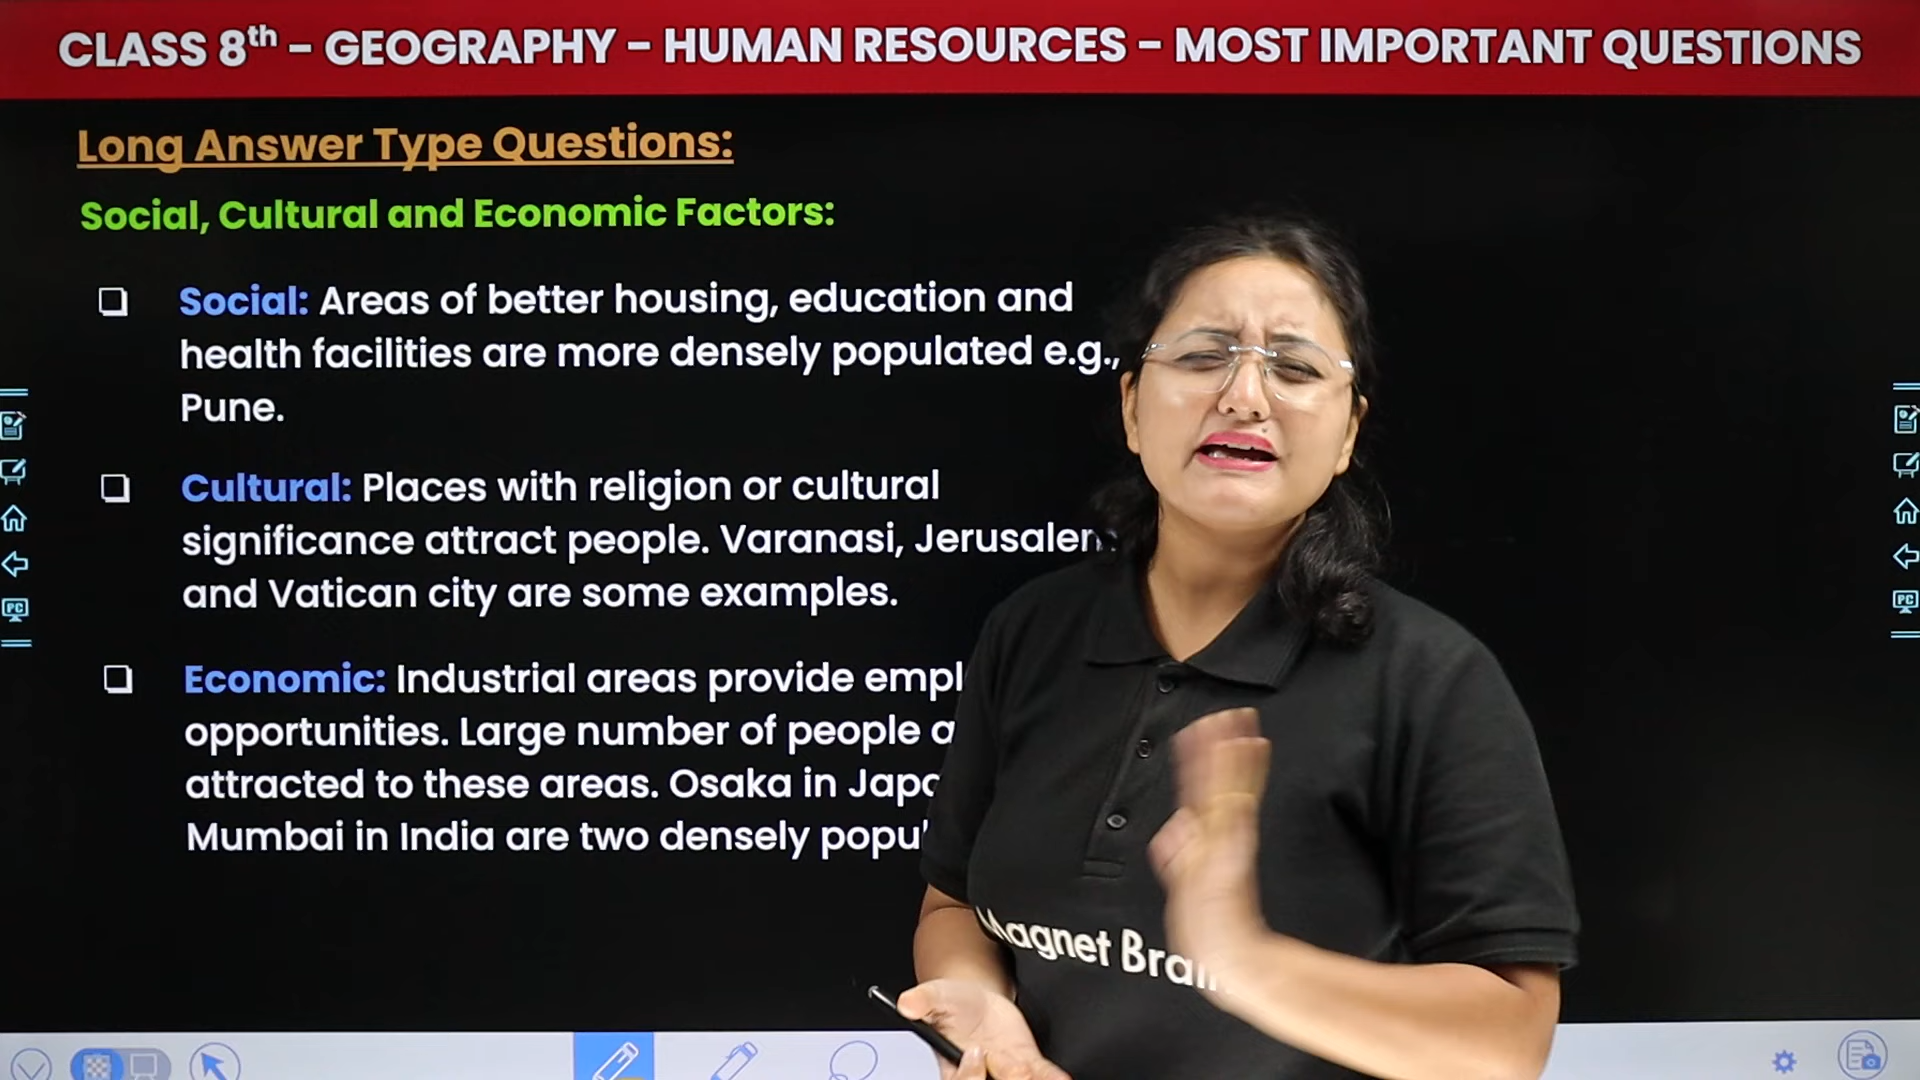 CLASS 8th – GEOGRAPHY – HUMAN RESOURCES – MOST IMPORTANT QUESTIONS
Long Answer Type Questions:
Social, Cultural and Economic Factors:
Social: Areas of better housing, education and
health facilities are more densely populated e.g.,
Pune.
Cultural: Places with religion or cultural
significance attract people. Varanasi, Jerusalem
and Vatican city are some examples.
Economic: Industrial areas provide
opportunities. Large number of people
attracted to these areas. Osaka in
Mumbai in India are two densely
Magnet
PC
PC